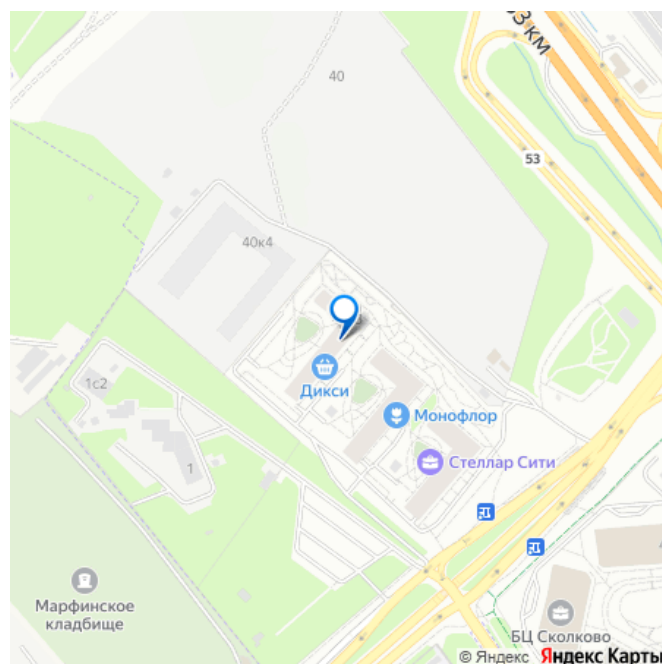 53 КМ
40
53
40к4
Дикси
1с2
Монофлор
Стеллар Сити
1
Марфинское
кладбище
БЦ Сколково
© Яндекс Яндекс Карты